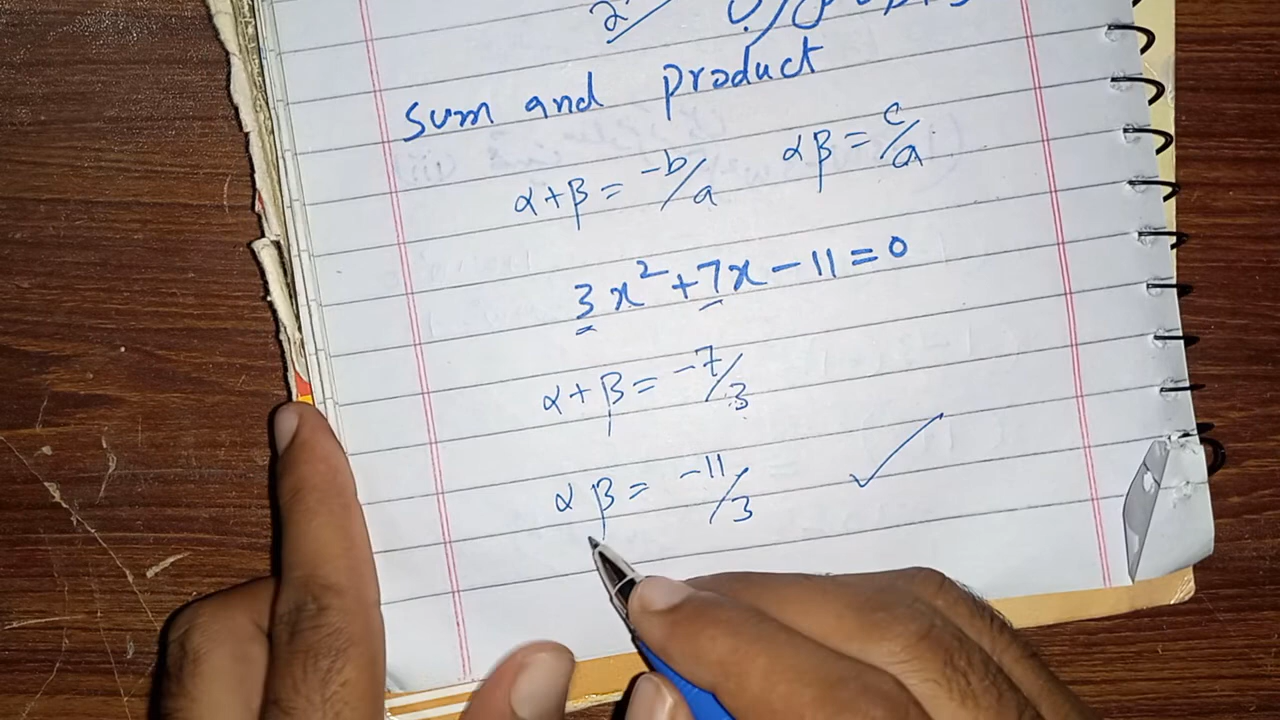 sum and product
α+β = -b/a αβ = c/a
3x²+7x-11=0
α+β = -7/3
αβ = -11/3